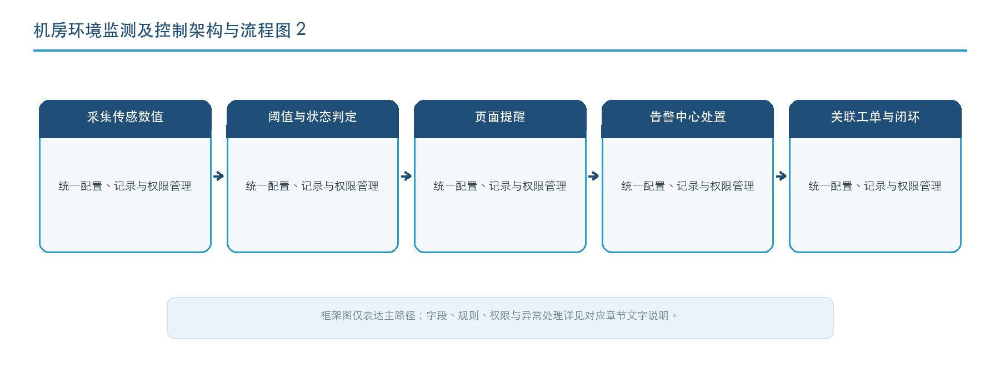 机房环境监测及控制架构与流程图 2
采集传感数值
阈值与状态判定
页面提醒
告警中心处置
关联工单与闭环
统一配置、记录与权限管理
统一配置、记录与权限管理
统一配置、记录与权限管理
统一配置、记录与权限管理
统一配置、记录与权限管理
框架图仅表达主路径；字段、规则、权限与异常处理详见对应章节文字说明。